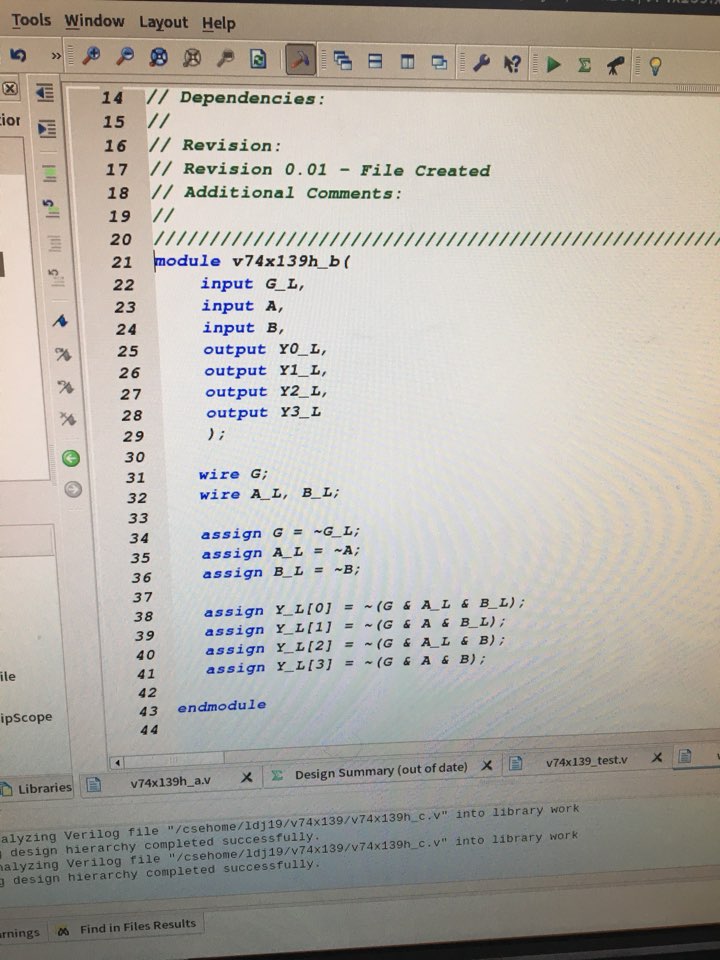 Tools Window Layout Help
»
14 // Dependencies:
15 //
16 // Revision:
17 // Revision 0.01 - File Created
18 // Additional Comments:
19 //
20 ////////////////////////////////////////////////////
21 module v74x139h_b(
22 input G_L,
23 input A,
24 input B,
25 output Y0_L,
26 output Y1_L,
27 output Y2_L,
28 output Y3_L
29 );
30
31 wire G;
32 wire A_L, B_L;
33
34 assign G = ~G_L;
35 assign A_L = ~A;
36 assign B_L = ~B;
37
38 assign Y_L[0] = ~(G & A_L & B_L);
39 assign Y_L[1] = ~(G & A & B_L);
40 assign Y_L[2] = ~(G & A_L & B);
41 assign Y_L[3] = ~(G & A & B);
42
43 endmodule
44
ile
ipScope
Libraries
v74x139h_a.v Design Summary (out of date) v74x139_test.v
alyzing Verilog file "/csehome/ldj19/v74x139/v74x139h_c.v" into library work
g design hierarchy completed successfully.
nalyzing Verilog file "/csehome/ldj19/v74x139/v74x139h_c.v" into library work
g design hierarchy completed successfully.
rnings Find in Files Results